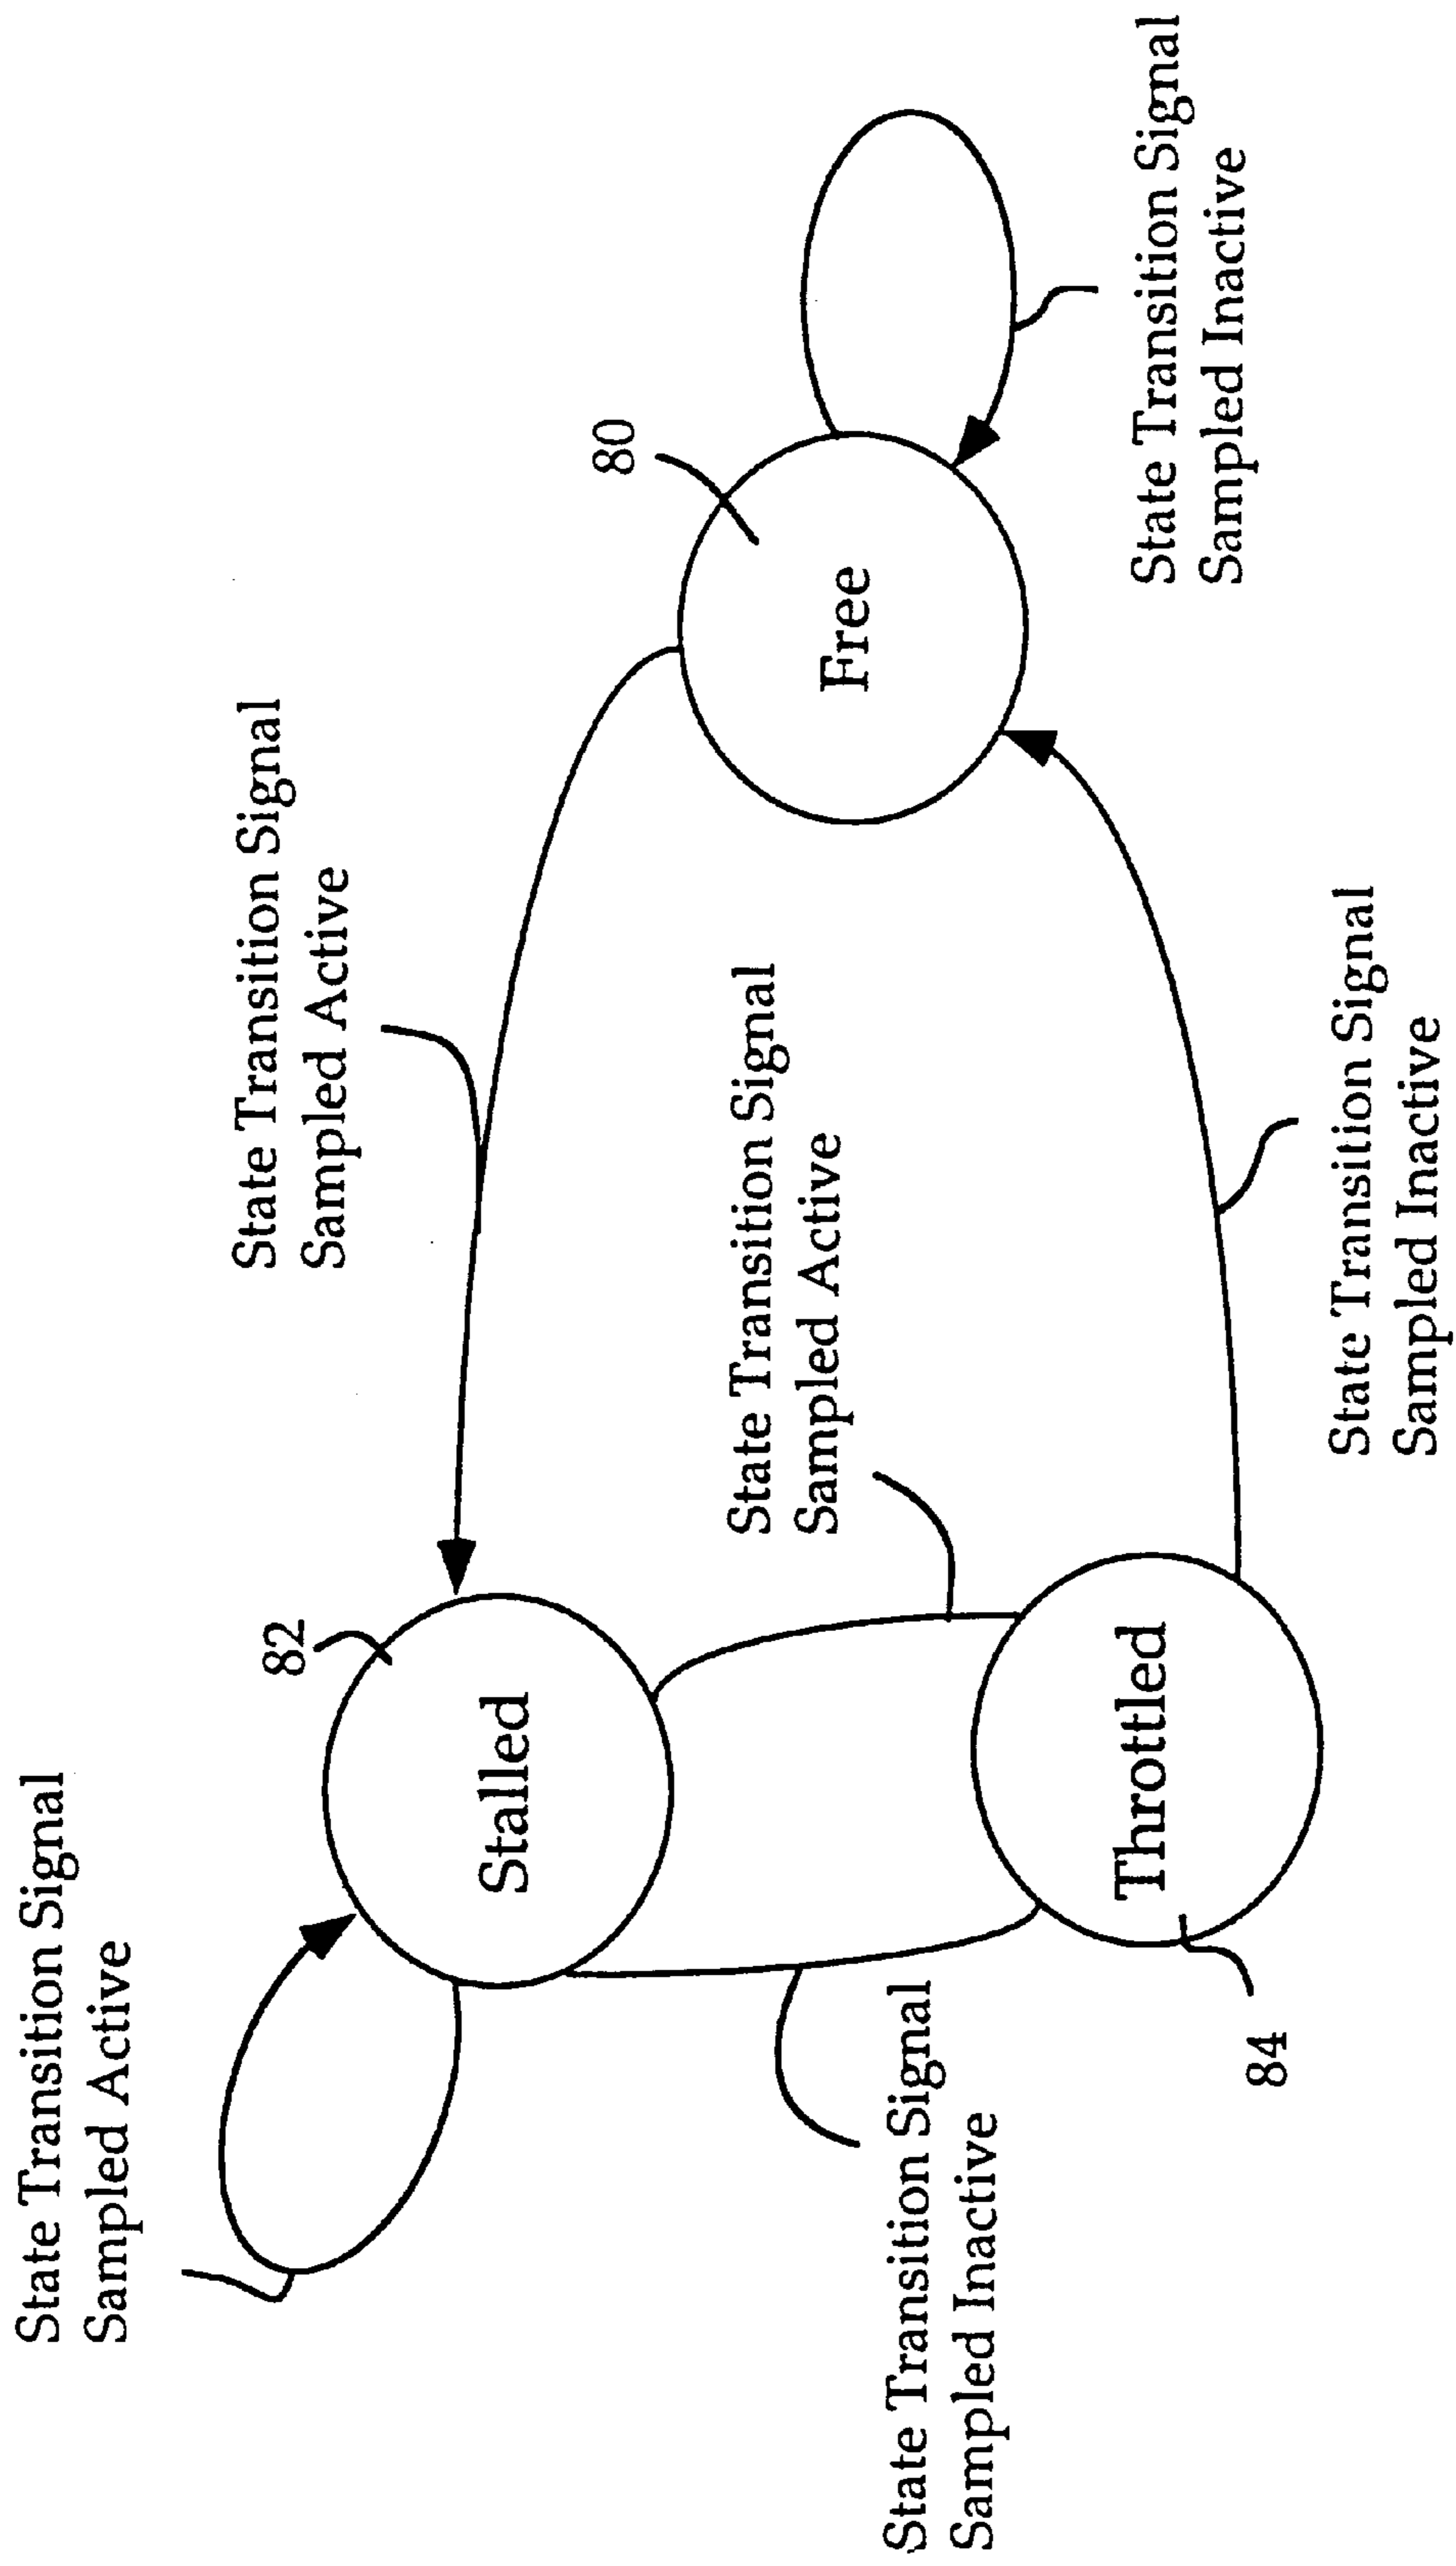 State Transition Signal
Sampled Active
82
Stalled
State Transition Signal
Sampled Active
80
Free
State Transition Signal
Sampled Active
State Transition Signal
Sampled Inactive
State Transition Signal
Sampled Inactive
84
Throttled
State Transition Signal
Sampled Inactive